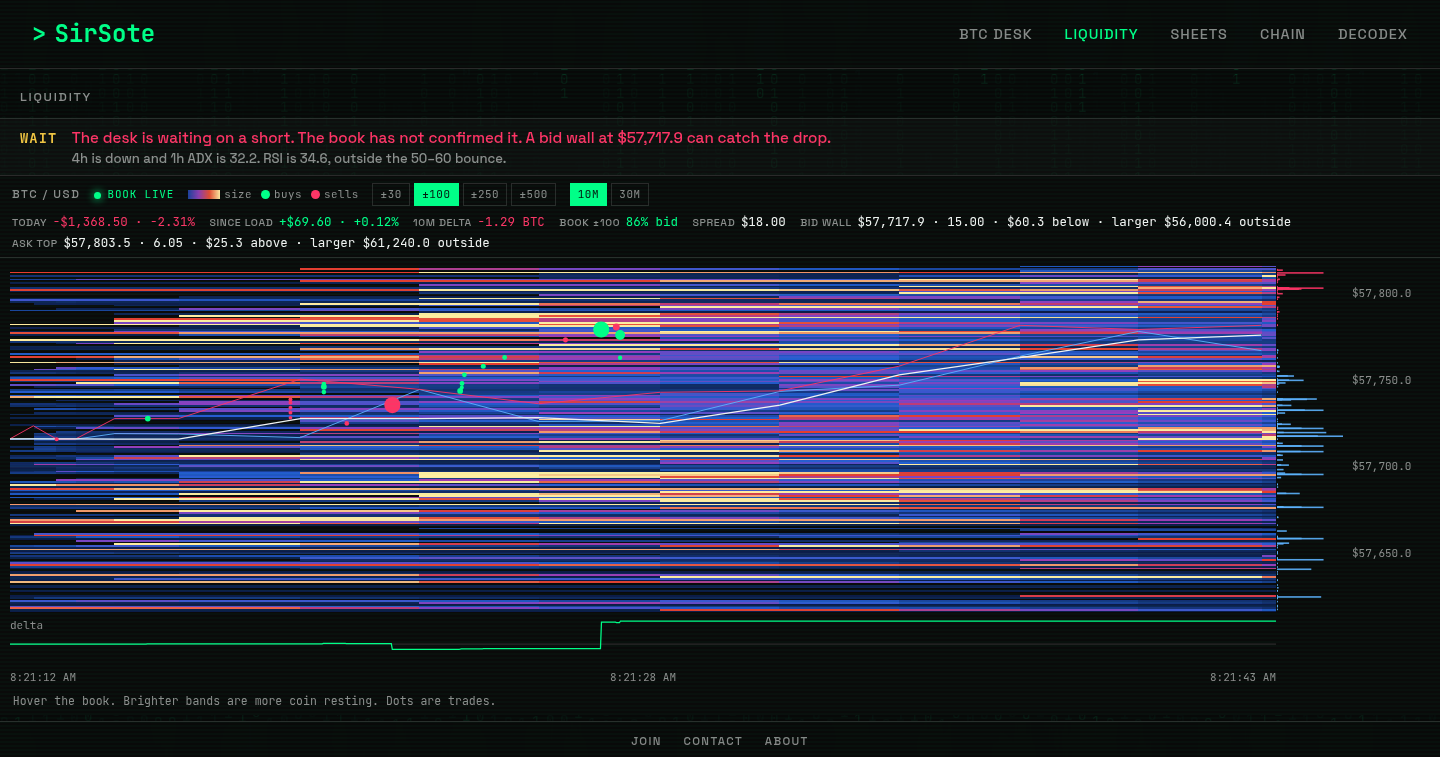 > SirSote
BTC DESK LIQUIDITY SHEETS CHAIN DECODEX
LIQUIDITY
WAIT The desk is waiting on a short. The book has not confirmed it. A bid wall at $57,717.9 can catch the drop.
4h is down and 1h ADX is 32.2. RSI is 34.6, outside the 50–60 bounce.
BTC / USD BOOK LIVE size buys sells ±30 ±100 ±250 ±500 10M 30M
TODAY -$1,368.50 · -2.31% SINCE LOAD +$69.60 · +0.12% 10M DELTA -1.29 BTC BOOK ±100 86% bid SPREAD $18.00 BID WALL $57,717.9 · 15.00 · $60.3 below · larger $56,000.4 outside
ASK TOP $57,803.5 · 6.05 · $25.3 above · larger $61,240.0 outside
$57,800.0
$57,750.0
$57,700.0
$57,650.0
delta
8:21:12 AM 8:21:28 AM 8:21:43 AM
Hover the book. Brighter bands are more coin resting. Dots are trades.
JOIN CONTACT ABOUT